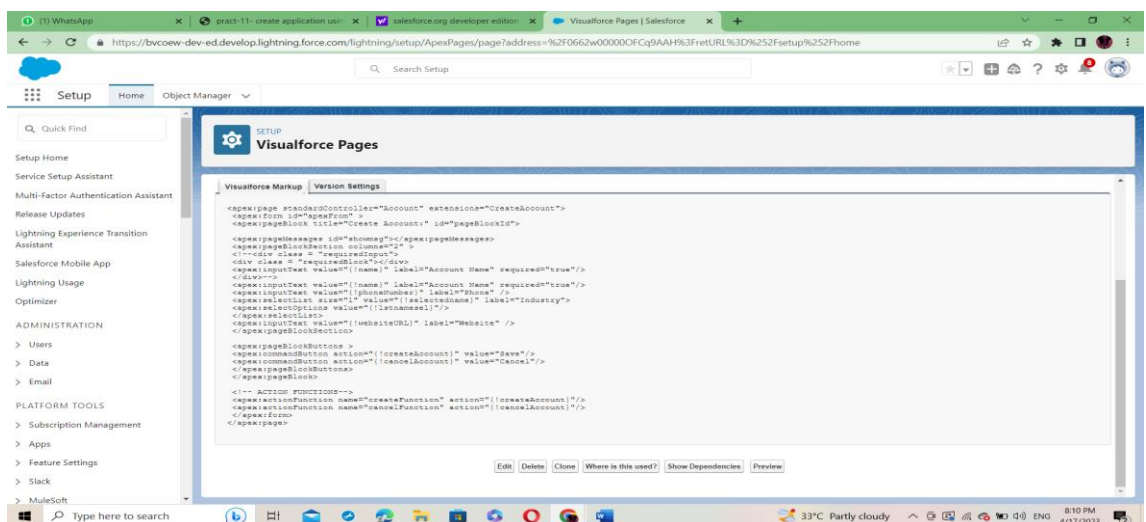 (1) WhatsApp
pract-11- create application usin
salesforce.org developer edition
Visualforce Pages | Salesforce
https://bvcoew-dev-ed.develop.lightning.force.com/lightning/setup/ApexPages/page?address=%2F0662w00000OFCq9AAH%3FretURL%3D%252Fsetup%252Fhome
Search Setup
Setup
Home
Object Manager
Quick Find
Setup Home
Service Setup Assistant
Multi-Factor Authentication Assistant
Release Updates
Lightning Experience Transition
Assistant
Salesforce Mobile App
Lightning Usage
Optimizer
ADMINISTRATION
> Users
> Data
> Email
PLATFORM TOOLS
> Subscription Management
> Apps
> Feature Settings
> Slack
> MuleSoft
SETUP
Visualforce Pages
Visualforce Markup
Version Settings
<apex:page standardController="Account" extensions="CreateAccount">
<apex:form id="apexFrom" >
<apex:pageBlock title="Create Account:" id="pageBlockId">
<apex:pageMessages id="showmsg"></apex:pageMessages>
<apex:pageBlockSection columns="2" >
<!--<div class = "requiredInput">
<div class = "requiredBlock"></div>
<apex:inputText value="{!name}" label="Account Name" required="true"/>
</div>-->
<apex:inputText value="{!name}" label="Account Name" required="true"/>
<apex:inputText value="{!phoneNumber}" label="Phone" />
<apex:selectList size="1" value="{!selectedname}" label="Industry">
<apex:selectOptions value="{!lstnamesel}"/>
</apex:selectList>
<apex:inputText value="{!websiteURL}" label="Website" />
</apex:pageBlockSection>
<apex:pageBlockButtons >
<apex:commandButton action="{!createAccount}" value="Save"/>
<apex:commandButton action="{!cancelAccount}" value="Cancel"/>
</apex:pageBlockButtons>
</apex:pageBlock>
<!-- ACTION FUNCTIONS-->
<apex:actionFunction name="createFunction" action="{!createAccount}"/>
<apex:actionFunction name="cancelFunction" action="{!cancelAccount}"/>
</apex:form>
</apex:page>
Edit
Delete
Clone
Where is this used?
Show Dependencies
Preview
Type here to search
33°C Partly cloudy
ENG
8:10 PM
4/17/2023